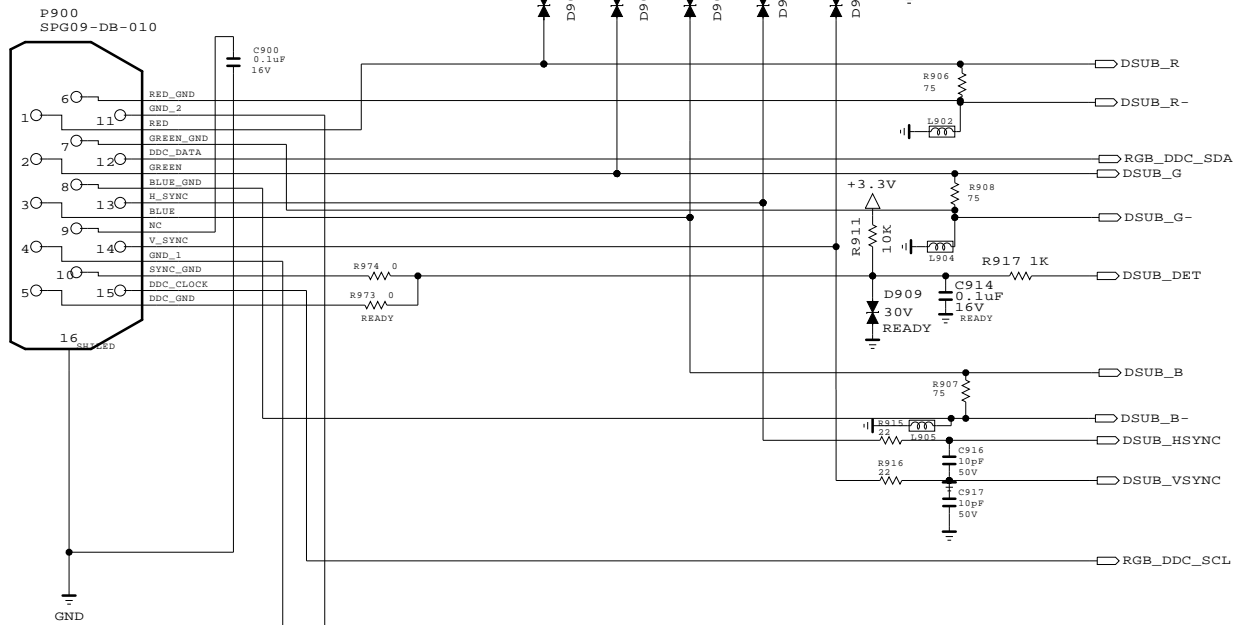 P900
SPG09-DB-010
C900
0.1uF
16V
RED_GND
GND_2
RED
GREEN_GND
DDC_DATA
GREEN
BLUE_GND
H_SYNC
BLUE
NC
V_SYNC
GND_1
SYNC_GND
DDC_CLOCK
DDC_GND
6
1
11
7
2
12
8
3
13
9
4
14
10
5
15
16
SHILED
GND
R974 0
R973 0
READY
DSUB_R
R906
75
DSUB_R-
L902
RGB_DDC_SDA
DSUB_G
R908
75
+3.3V
DSUB_G-
R911
10K
L904
R917 1K
DSUB_DET
D909
30V
READY
C914
0.1uF
16V
READY
DSUB_B
R907
75
DSUB_B-
R915
22
L905
DSUB_HSYNC
C916
10pF
50V
R916
22
DSUB_VSYNC
C917
10pF
50V
RGB_DDC_SCL